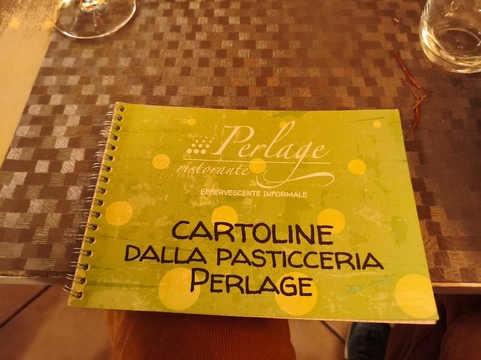 Perlage
ristorante
EFFERVESCENTE INFORMALE
CARTOLINE
DALLA PASTICCERIA
PERLAGE